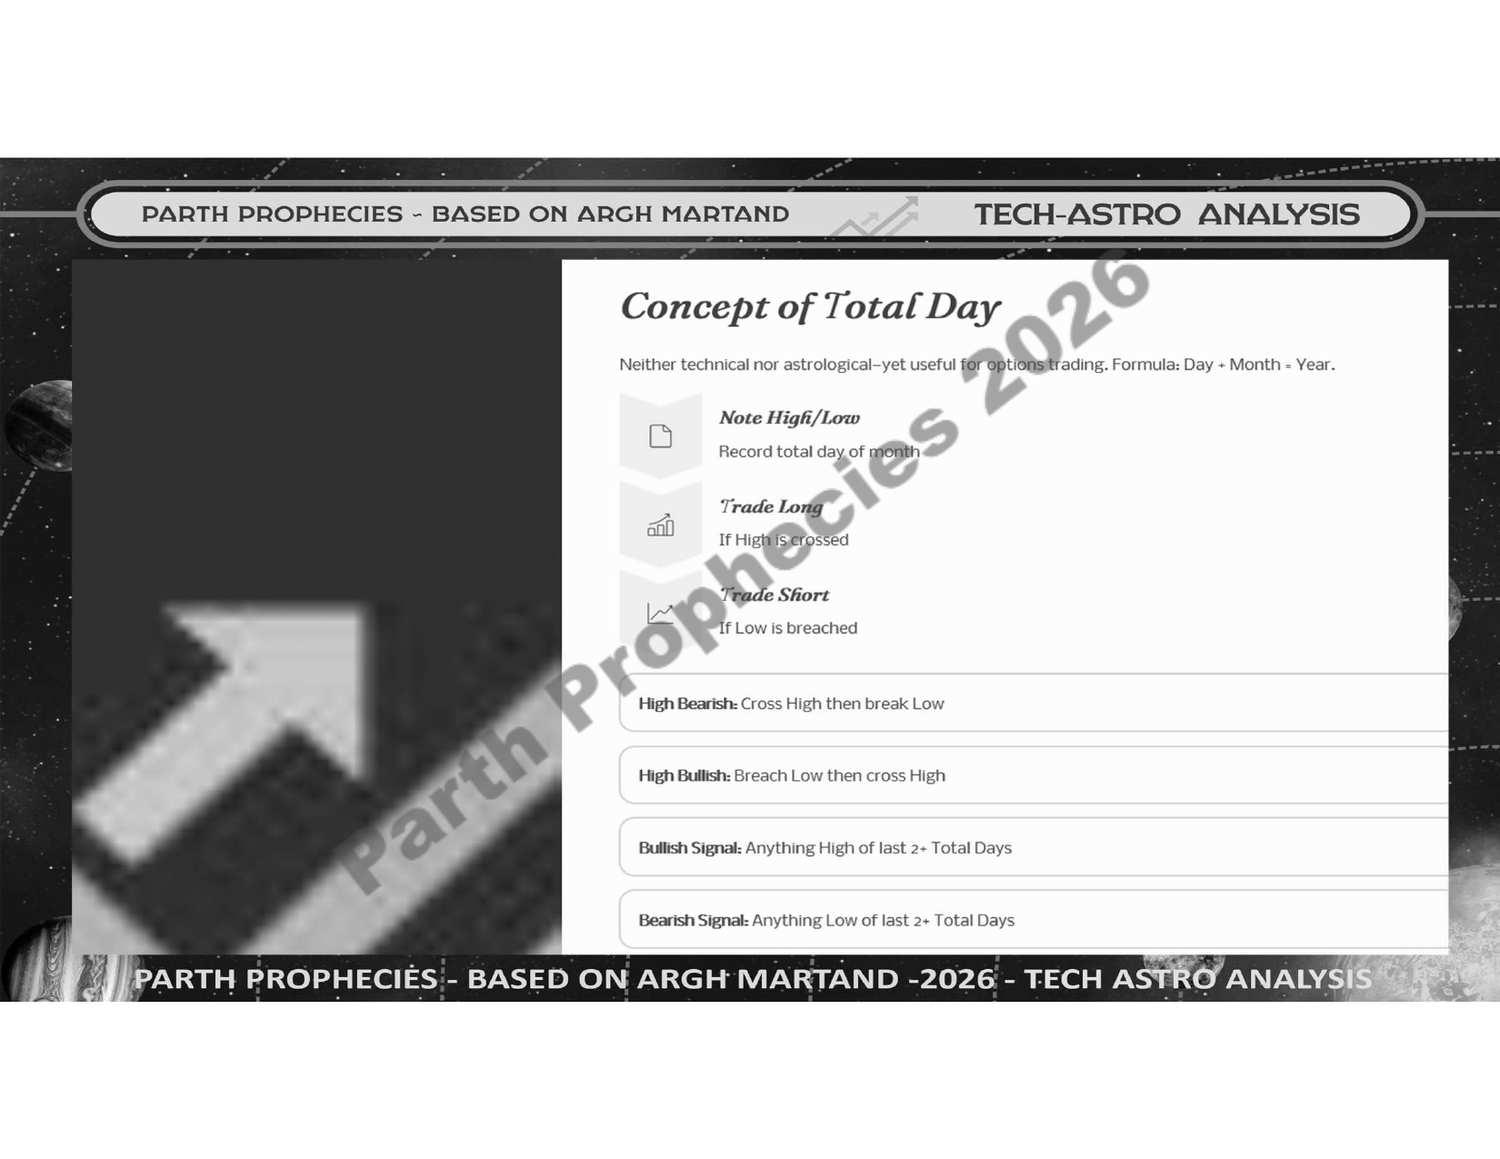 PARTH PROPHECIES ~ BASED ON ARGH MARTAND
TECH-ASTRO ANALYSIS
Concept of Total Day
Neither technical nor astrological—yet useful for options trading. Formula: Day + Month = Year.
Note High/Low
Record total day of month
Trade Long
If High is crossed
Trade Short
If Low is breached
High Bearish: Cross High then break Low
High Bullish: Breach Low then cross High
Bullish Signal: Anything High of last 2+ Total Days
Bearish Signal: Anything Low of last 2+ Total Days
Parth Prophecies 2026
PARTH PROPHECIES - BASED ON ARGH MARTAND -2026 - TECH ASTRO ANALYSIS